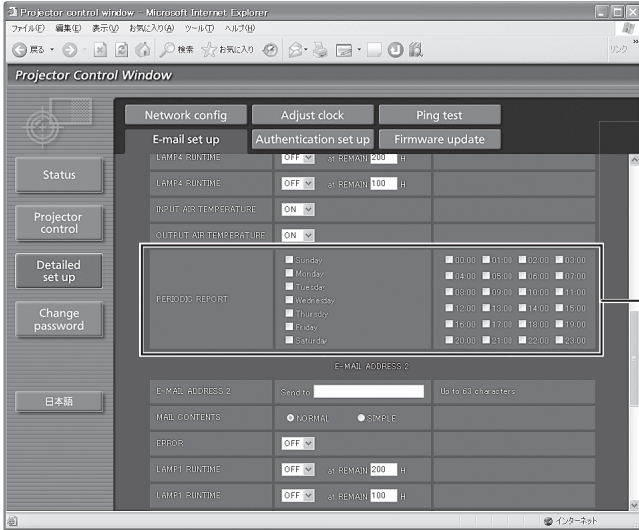 Projector control window - Microsoft Internet Explorer
ファイル(F) 編集(E) 表示(V) お気に入り(A) ツール(T) ヘルプ(H)
戻る 検索 お気に入り リンク
Projector Control Window
Network config Adjust clock Ping test
E-mail set up Authentication set up Firmware update
Status
Projector control
Detailed set up
Change password
日本語
LAMP4 RUNTIME OFF at REMAIN 200 H
LAMP4 RUNTIME OFF at REMAIN 100 H
INPUT AIR TEMPERATURE ON
OUTPUT AIR TEMPERATURE ON
PERIODIC REPORT
Sunday
Monday
Tuesday
Wednesday
Thursday
Friday
Saturday
00:00 01:00 02:00 03:00
04:00 05:00 06:00 07:00
08:00 09:00 10:00 11:00
12:00 13:00 14:00 15:00
16:00 17:00 18:00 19:00
20:00 21:00 22:00 23:00
E-MAIL ADDRESS 2
E-MAIL ADDRESS 2 Send to Up to 63 characters
MAIL CONTENTS NORMAL SIMPLE
ERROR OFF
LAMP1 RUNTIME OFF at REMAIN 200 H
LAMP1 RUNTIME OFF at REMAIN 100 H
インターネット